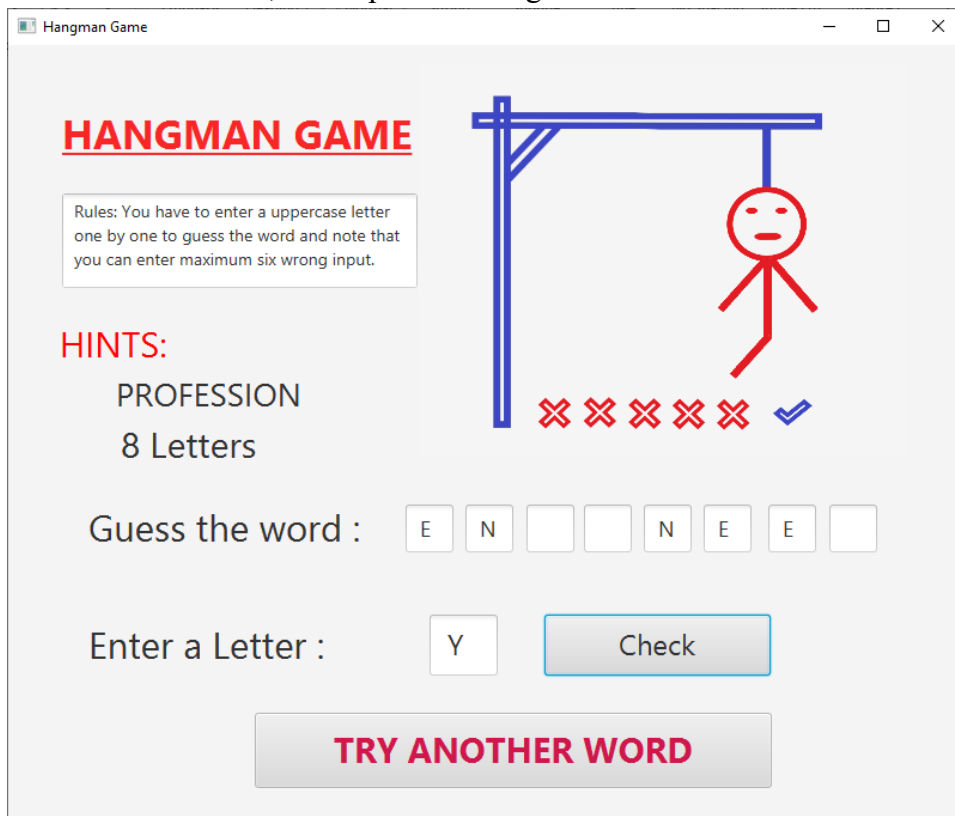 Hangman Game
HANGMAN GAME
Rules: You have to enter a uppercase letter
one by one to guess the word and note that
you can enter maximum six wrong input.
HINTS:
PROFESSION
8 Letters
Guess the word : E N N E E
Enter a Letter : Y Check
TRY ANOTHER WORD